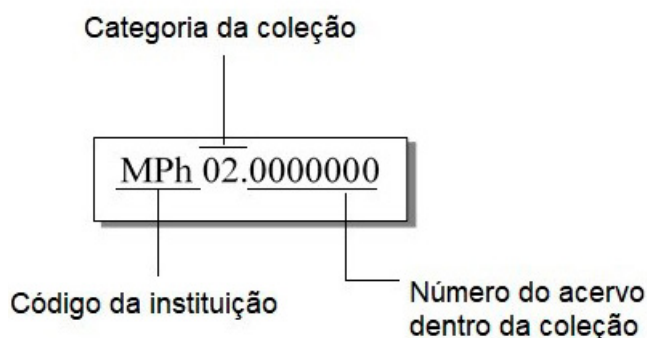 Categoria da coleção
MPh 02.0000000
Código da instituição
Número do acervo
dentro da coleção